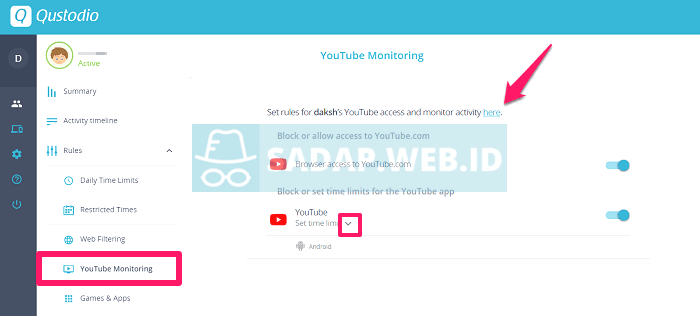 Qustodio
D
Active
Summary
Activity timeline
Rules
Daily Time Limits
Restricted Times
Web Filtering
YouTube Monitoring
Games & Apps
YouTube Monitoring
Set rules for daksh's YouTube access and monitor activity here.
Block or allow access to YouTube.com
SADAR.WEB.ID
Browser access to YouTube.com
Block or set time limits for the YouTube app
YouTube
Set time limi
Android